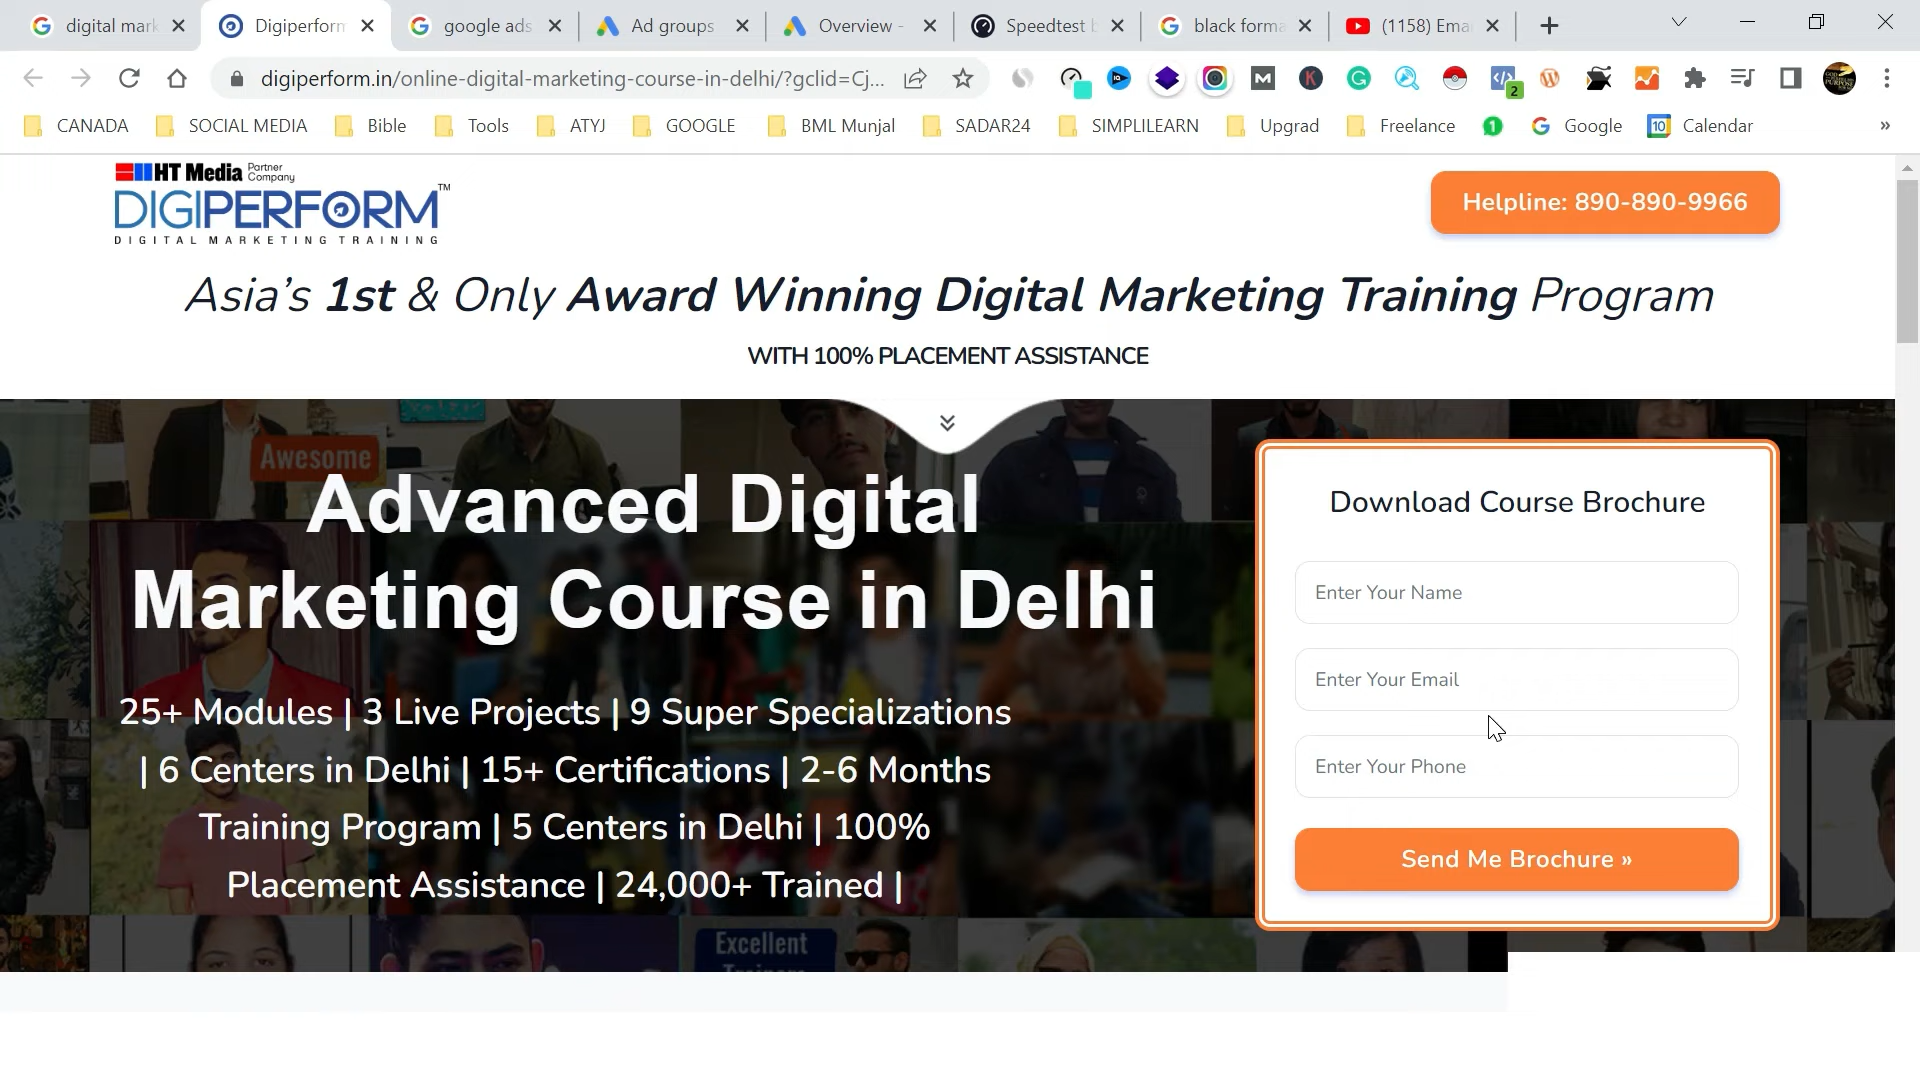 digital mark
Digiperform
google ads
Ad groups
Overview -
Speedtest b
black forma
(1158) Ema
digiperform.in/online-digital-marketing-course-in-delhi/?gclid=Cj...
2
CANADA
SOCIAL MEDIA
Bible
Tools
ATYJ
GOOGLE
BML Munjal
SADAR24
SIMPLILEARN
Upgrad
Freelance
1
Google
10
Calendar
»
HT Media Partner Company
DIGIPERFORM™
DIGITAL MARKETING TRAINING
Helpline: 890-890-9966
Asia's 1st & Only Award Winning Digital Marketing Training Program
WITH 100% PLACEMENT ASSISTANCE
Awesome
Advanced Digital
Marketing Course in Delhi
25+ Modules | 3 Live Projects | 9 Super Specializations
| 6 Centers in Delhi | 15+ Certifications | 2-6 Months
Training Program | 5 Centers in Delhi | 100%
Placement Assistance | 24,000+ Trained |
Excellent
Download Course Brochure
Enter Your Name
Enter Your Email
Enter Your Phone
Send Me Brochure »